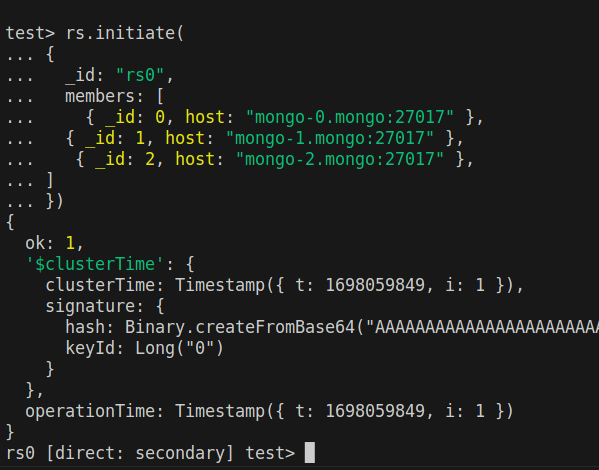 test> rs.initiate(
... {
...   _id: "rs0",
...   members: [
...     { _id: 0, host: "mongo-0.mongo:27017" },
...   { _id: 1, host: "mongo-1.mongo:27017" },
...    { _id: 2, host: "mongo-2.mongo:27017" },
... ]
... })
{
  ok: 1,
  '$clusterTime': {
    clusterTime: Timestamp({ t: 1698059849, i: 1 }),
    signature: {
      hash: Binary.createFromBase64("AAAAAAAAAAAAAAAAAAAAAAA
      keyId: Long("0")
    }
  },
  operationTime: Timestamp({ t: 1698059849, i: 1 })
}
rs0 [direct: secondary] test>